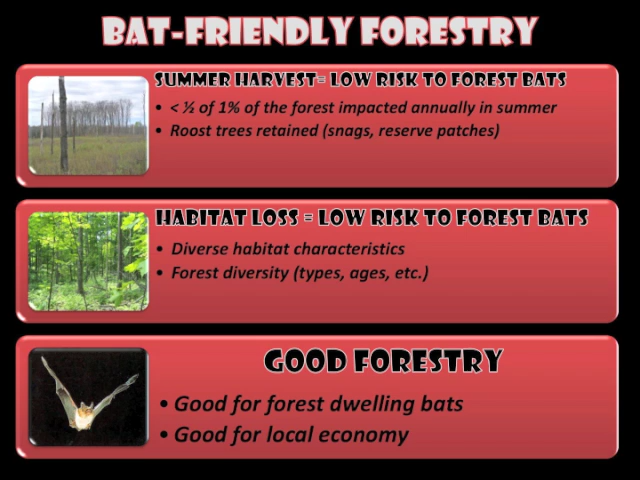 BAT-FRIENDLY FORESTRY
SUMMER HARVEST= LOW RISK TO FOREST BATS
• < ½ of 1% of the forest impacted annually in summer
• Roost trees retained (snags, reserve patches)
HABITAT LOSS = LOW RISK TO FOREST BATS
• Diverse habitat characteristics
• Forest diversity (types, ages, etc.)
GOOD FORESTRY
• Good for forest dwelling bats
• Good for local economy